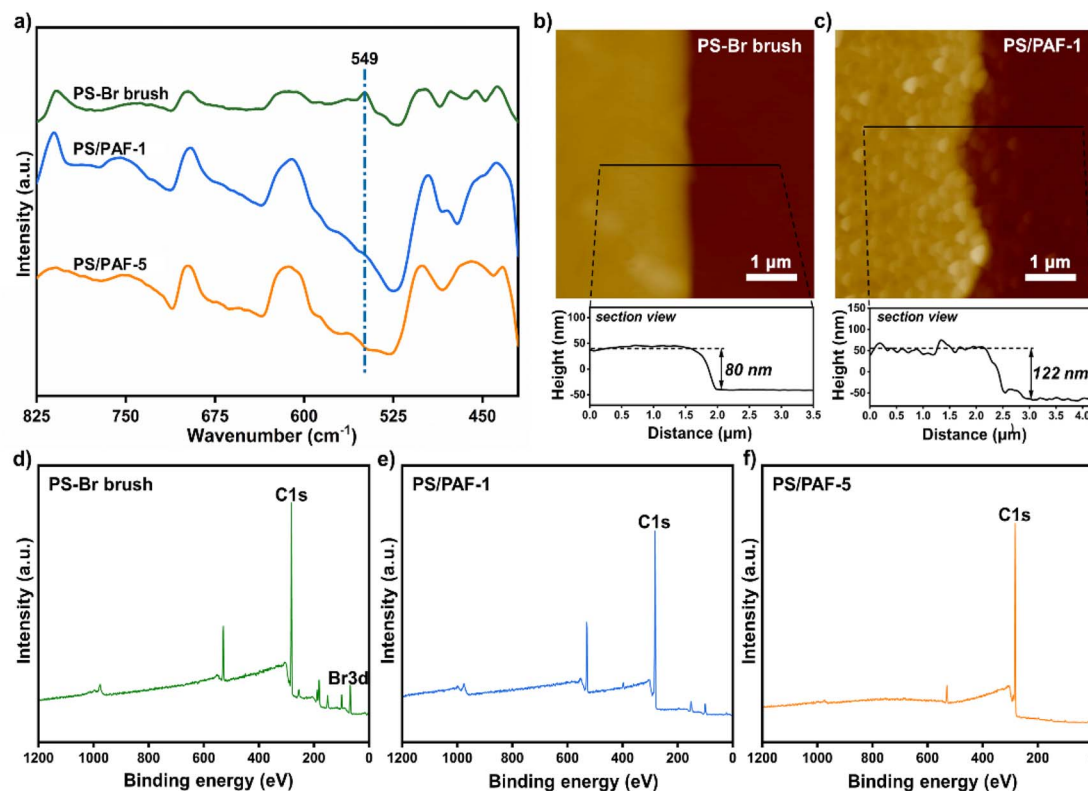 a)
549
PS-Br brush
PS/PAF-1
PS/PAF-5
Intensity (a.u.)
825 750 675 600 525 450
Wavenumber (cm⁻¹)
b)
PS-Br brush
1 µm
section view
80 nm
Height (nm)
100
50
0
-50
0.0 0.5 1.0 1.5 2.0 2.5 3.0 3.5
Distance (µm)
c)
PS/PAF-1
1 µm
section view
122 nm
Height (nm)
150
100
50
0
-50
0.0 0.5 1.0 1.5 2.0 2.5 3.0 3.5 4.0
Distance (µm)
d)
PS-Br brush
C1s
Br3d
Intensity (a.u.)
1200 1000 800 600 400 200 0
Binding energy (eV)
e)
PS/PAF-1
C1s
Intensity (a.u.)
1200 1000 800 600 400 200 0
Binding energy (eV)
f)
PS/PAF-5
C1s
Intensity (a.u.)
1200 1000 800 600 400 200
Binding energy (eV)